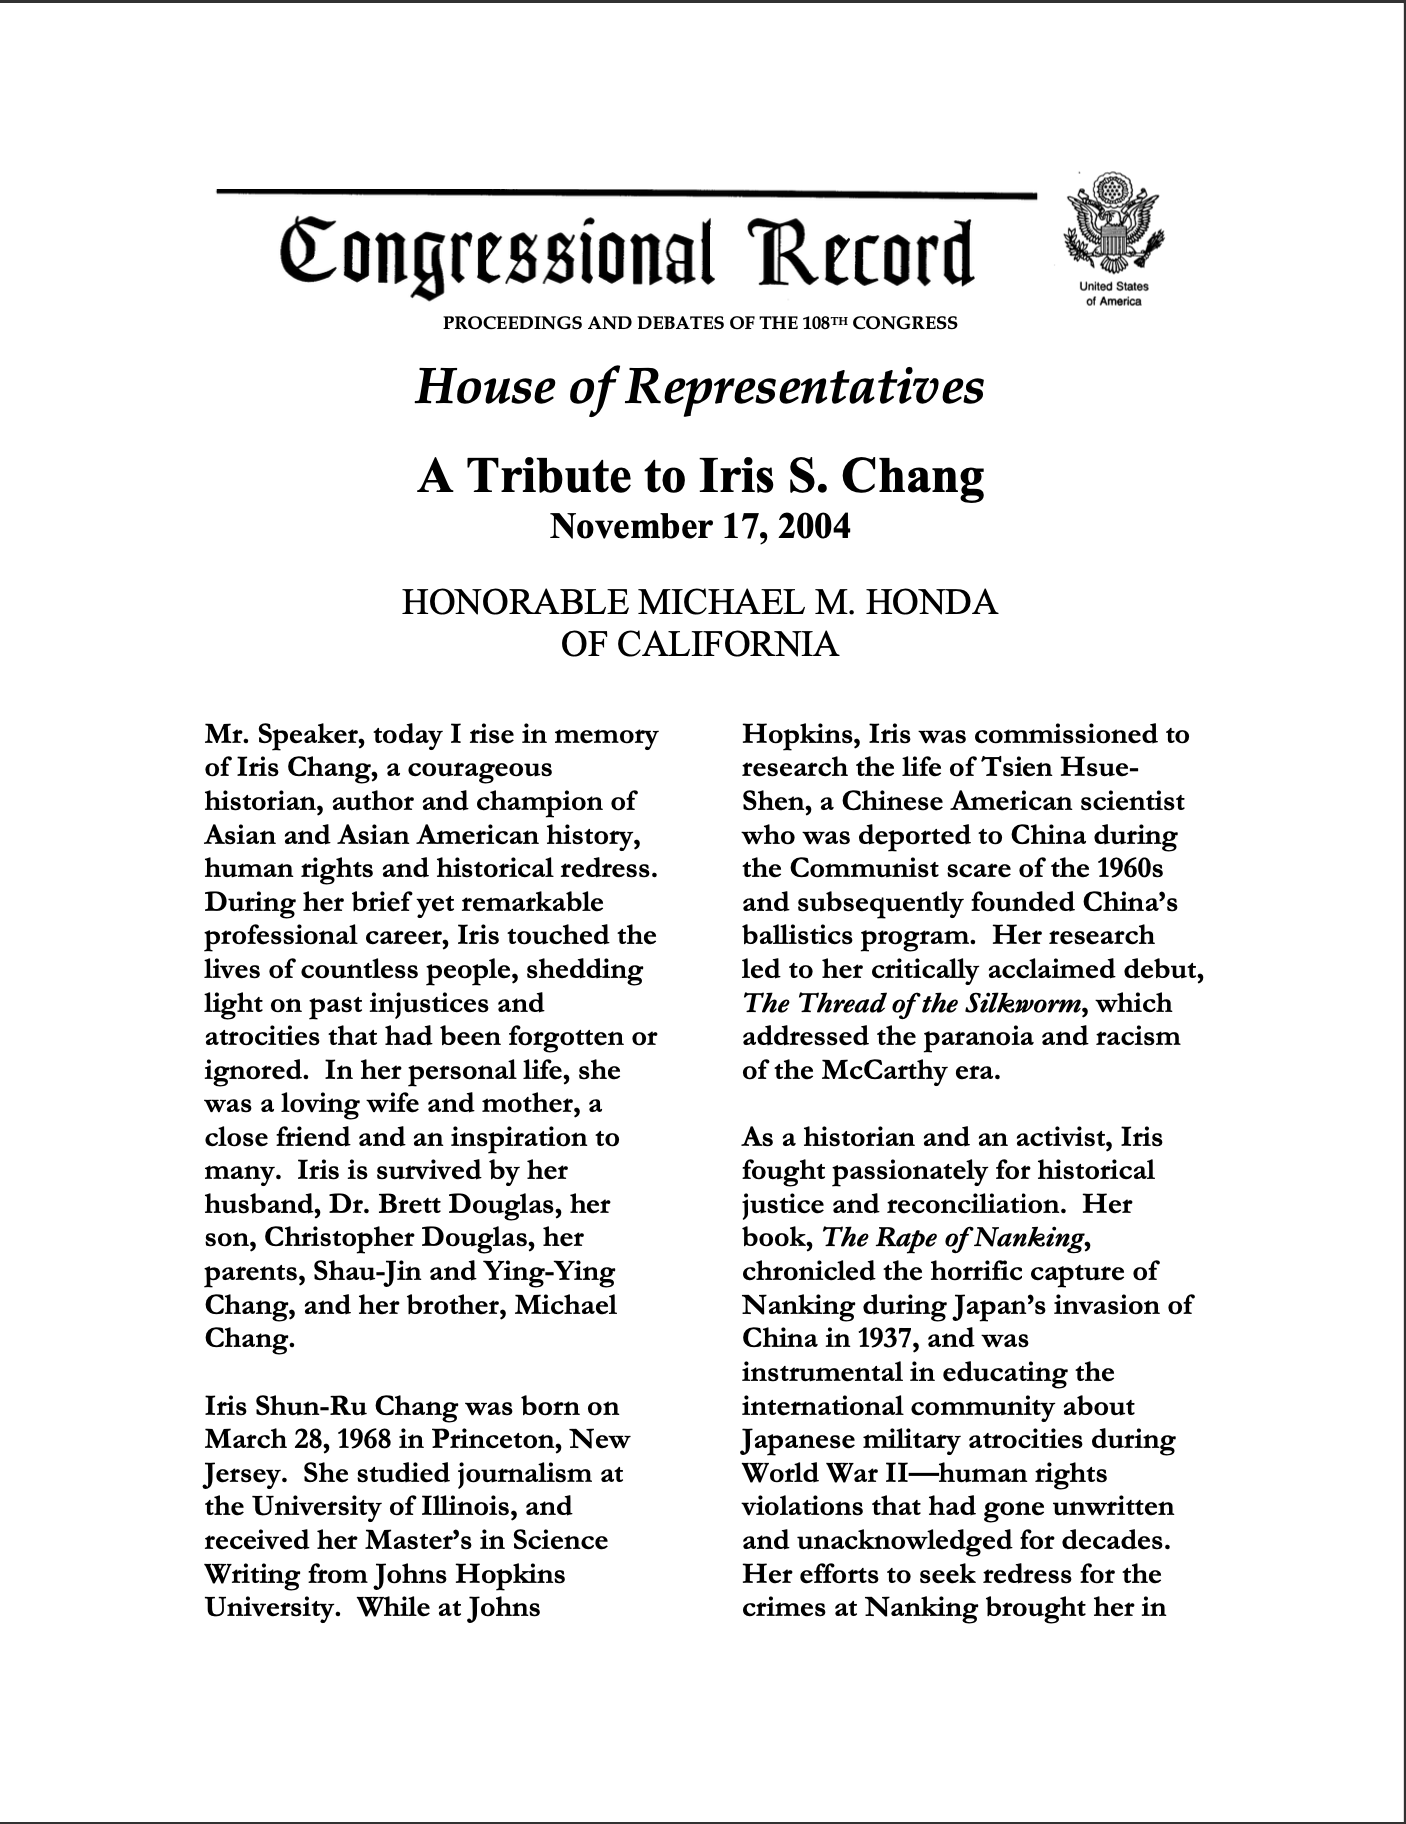 Congressional Record
United States
of America
PROCEEDINGS AND DEBATES OF THE 108TH CONGRESS
House of Representatives
A Tribute to Iris S. Chang
November 17, 2004
HONORABLE MICHAEL M. HONDA
OF CALIFORNIA
Mr. Speaker, today I rise in memory
of Iris Chang, a courageous
historian, author and champion of
Asian and Asian American history,
human rights and historical redress.
During her brief yet remarkable
professional career, Iris touched the
lives of countless people, shedding
light on past injustices and
atrocities that had been forgotten or
ignored.  In her personal life, she
was a loving wife and mother, a
close friend and an inspiration to
many.  Iris is survived by her
husband, Dr. Brett Douglas, her
son, Christopher Douglas, her
parents, Shau-Jin and Ying-Ying
Chang, and her brother, Michael
Chang.
Iris Shun-Ru Chang was born on
March 28, 1968 in Princeton, New
Jersey.  She studied journalism at
the University of Illinois, and
received her Master’s in Science
Writing from Johns Hopkins
University.  While at Johns
Hopkins, Iris was commissioned to
research the life of Tsien Hsue-
Shen, a Chinese American scientist
who was deported to China during
the Communist scare of the 1960s
and subsequently founded China’s
ballistics program.  Her research
led to her critically acclaimed debut,
The Thread of the Silkworm, which
addressed the paranoia and racism
of the McCarthy era.
As a historian and an activist, Iris
fought passionately for historical
justice and reconciliation.  Her
book, The Rape of Nanking,
chronicled the horrific capture of
Nanking during Japan’s invasion of
China in 1937, and was
instrumental in educating the
international community about
Japanese military atrocities during
World War II—human rights
violations that had gone unwritten
and unacknowledged for decades.
Her efforts to seek redress for the
crimes at Nanking brought her in